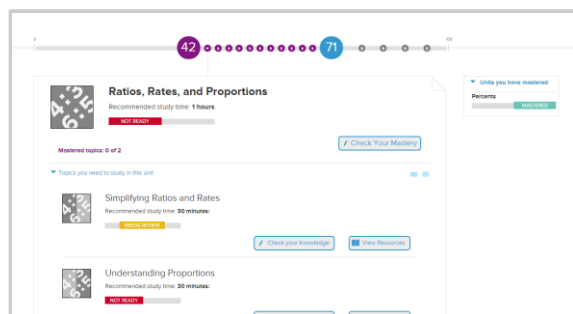 0 100
42 71
Ratios, Rates, and Proportions
Recommended study time: 1 hours
NOT READY
Check Your Mastery
Mastered topics: 0 of 2
Topics you need to study in this unit
Simplifying Ratios and Rates
Recommended study time: 30 minutes:
NEEDS REVIEW
Check your Knowledge View Resources
Understanding Proportions
Recommended study time: 30 minutes:
NOT READY
Units you have mastered
Percents
MASTERED